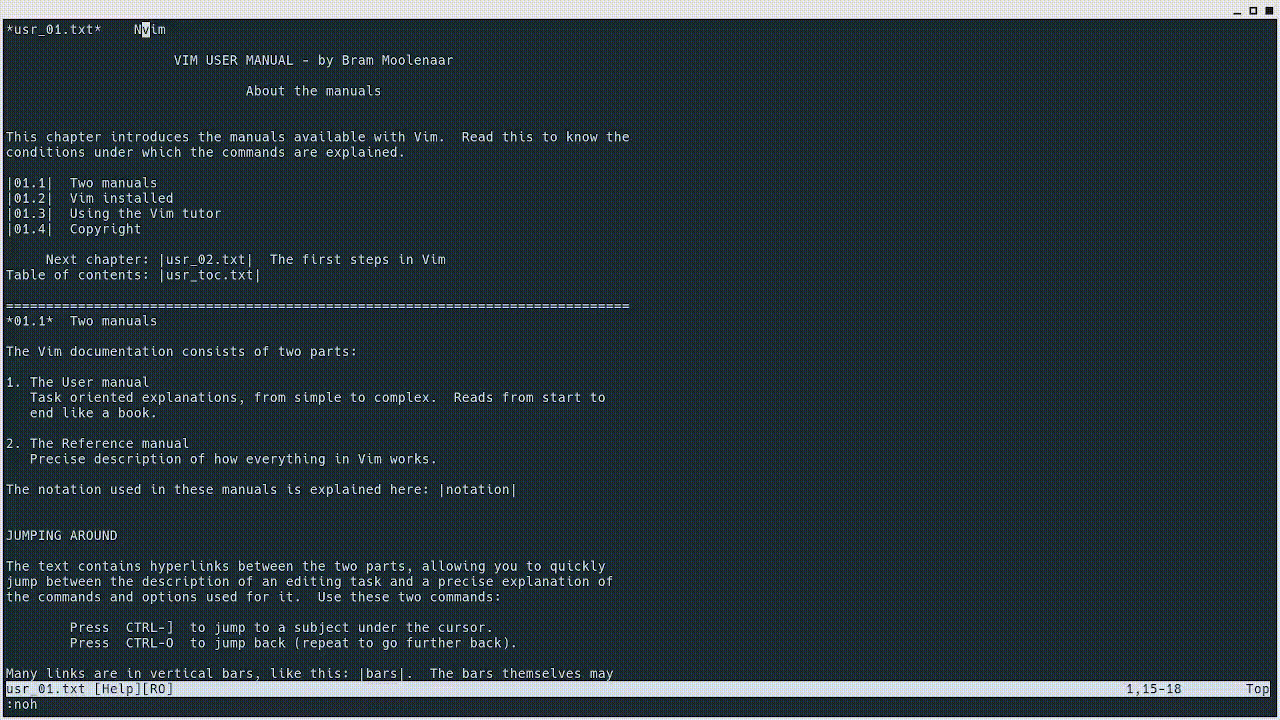 *usr_01.txt*    Nvim
VIM USER MANUAL - by Bram Moolenaar
About the manuals
This chapter introduces the manuals available with Vim.  Read this to know the
conditions under which the commands are explained.
|01.1|  Two manuals
|01.2|  Vim installed
|01.3|  Using the Vim tutor
|01.4|  Copyright
Next chapter: |usr_02.txt|  The first steps in Vim
Table of contents: |usr_toc.txt|
==============================================================================
*01.1*  Two manuals
The Vim documentation consists of two parts:
1. The User manual
Task oriented explanations, from simple to complex.  Reads from start to
end like a book.
2. The Reference manual
Precise description of how everything in Vim works.
The notation used in these manuals is explained here: |notation|
JUMPING AROUND
The text contains hyperlinks between the two parts, allowing you to quickly
jump between the description of an editing task and a precise explanation of
the commands and options used for it.  Use these two commands:
Press  CTRL-]  to jump to a subject under the cursor.
Press  CTRL-O  to jump back (repeat to go further back).
Many links are in vertical bars, like this: |bars|.  The bars themselves may
usr_01.txt [Help][RO]    1,15-18    Top
:noh